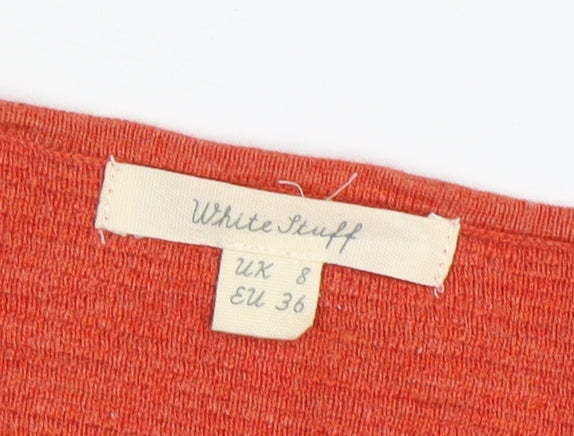 White Stuff
UK 8
EU 36